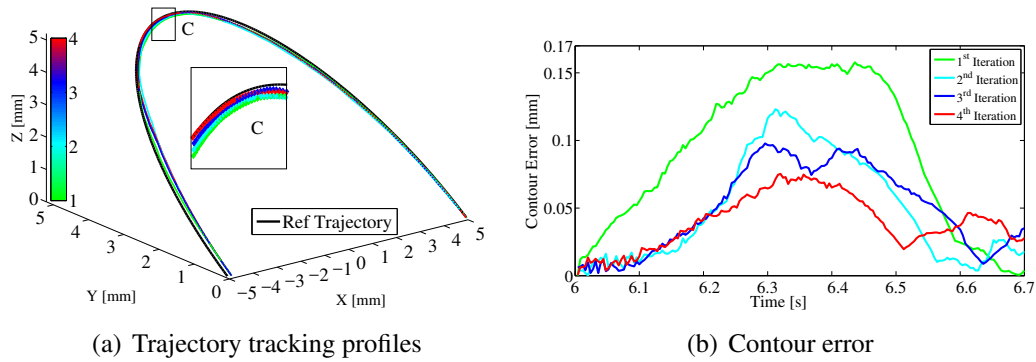 C
5
4
3
2
1
0
Z [mm]
4
3
2
1
C
Ref Trajectory
5
4
3
2
1
0
Y [mm]
−5
−4
−3
−2
−1
0
1
2
3
4
5
X [mm]
(a) Trajectory tracking profiles
0.17
0.15
0.1
0.05
0
Contour Error [mm]
1st Iteration
2nd Iteration
3rd Iteration
4th Iteration
6
6.1
6.2
6.3
6.4
6.5
6.6
6.7
Time [s]
(b) Contour error